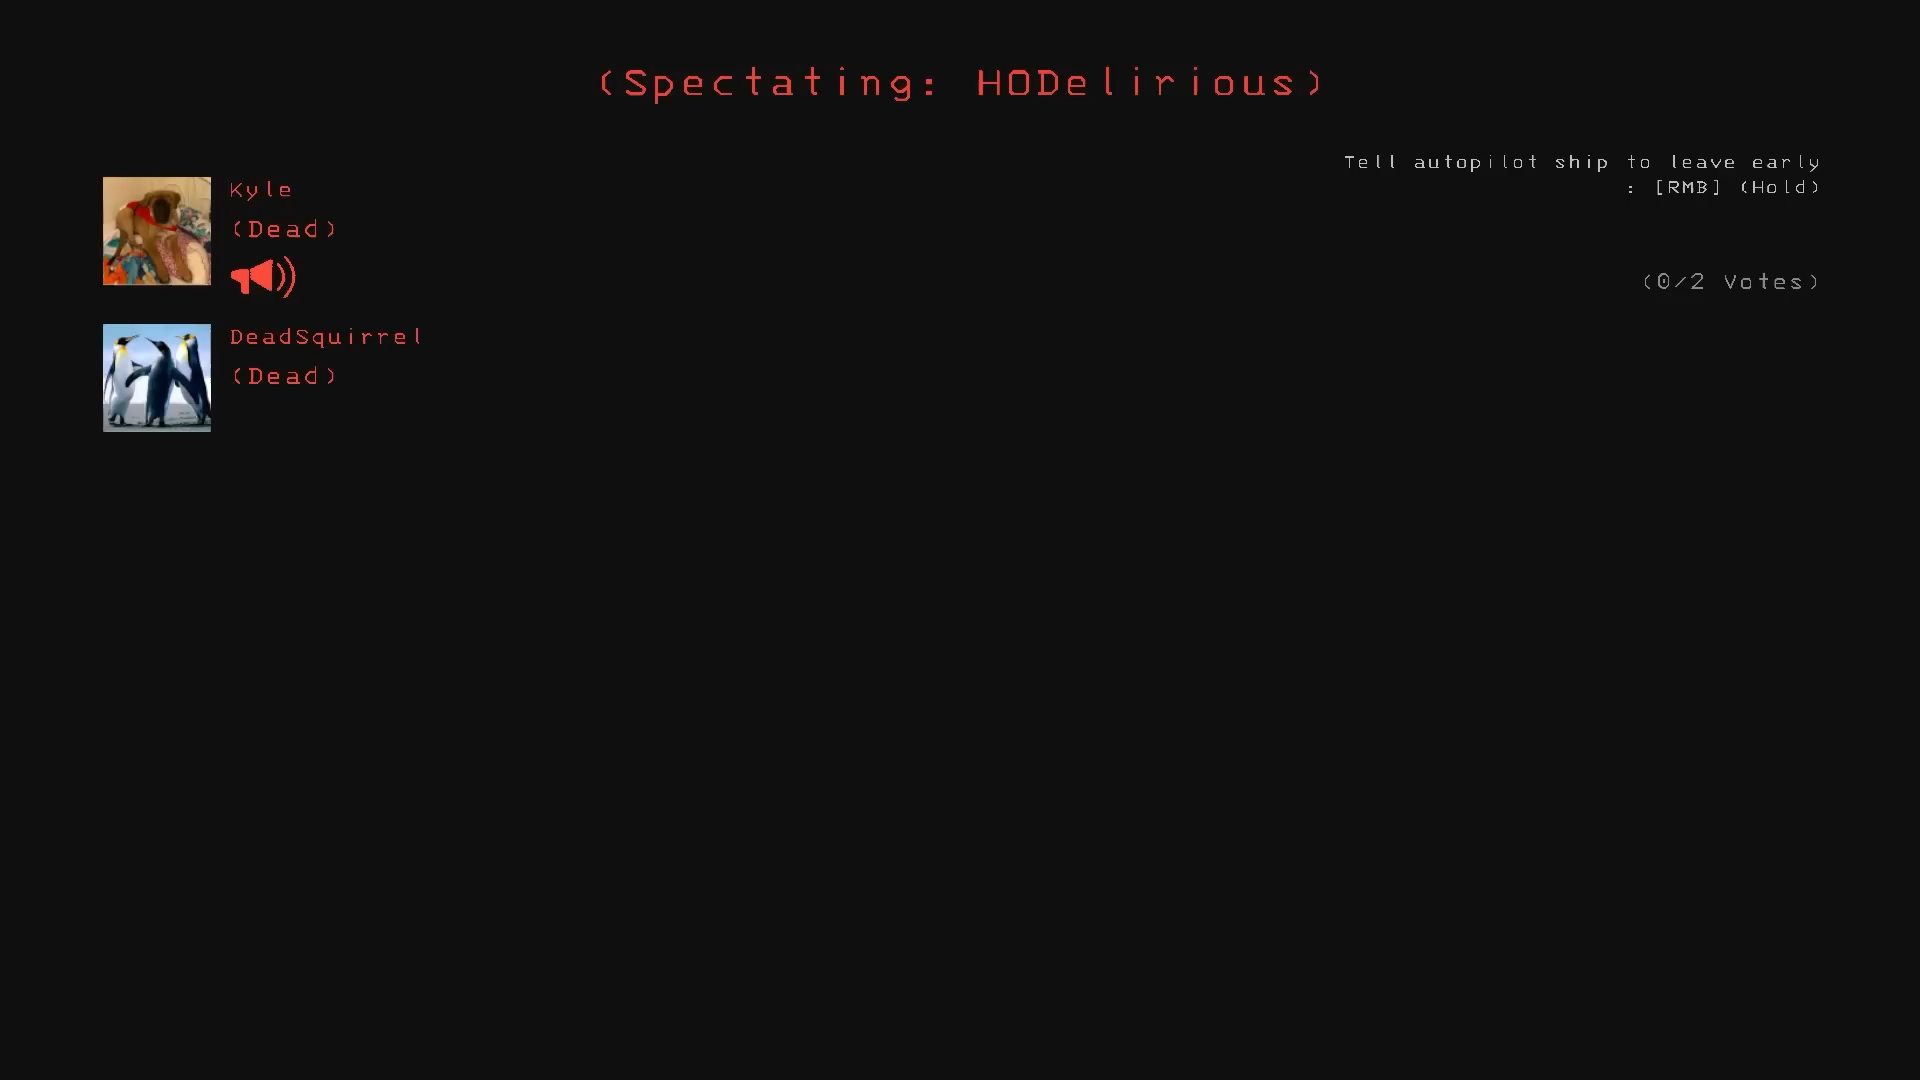 (Spectating: HODelirious)
Kyle
(Dead)
DeadSquirrel
(Dead)
Tell autopilot ship to leave early
: [RMB] (Hold)
(0/2 Votes)